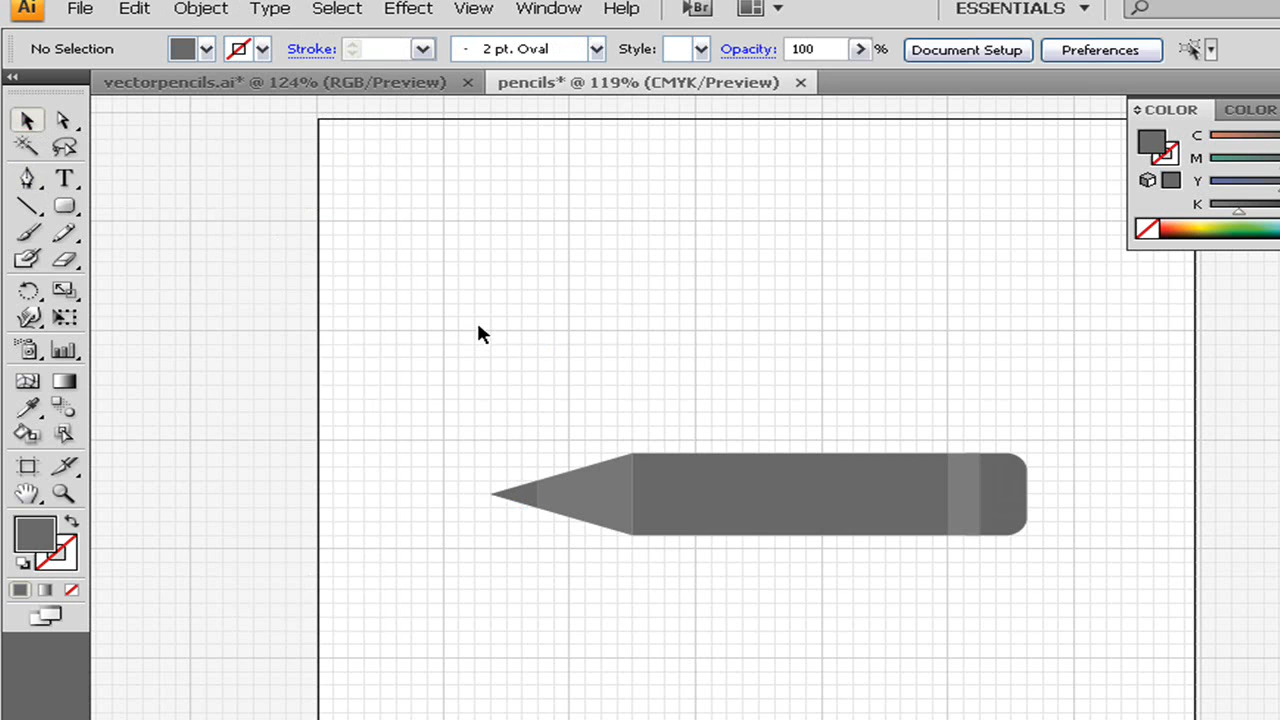 Ai File Edit Object Type Select Effect View Window Help Br ESSENTIALS
No Selection Stroke: 2 pt. Oval Style: Opacity: 100 % Document Setup Preferences
vectorpencils.ai* @ 124% (RGB/Preview) pencils* @ 119% (CMYK/Preview)
COLOR COLOR
C
M
Y
K
T